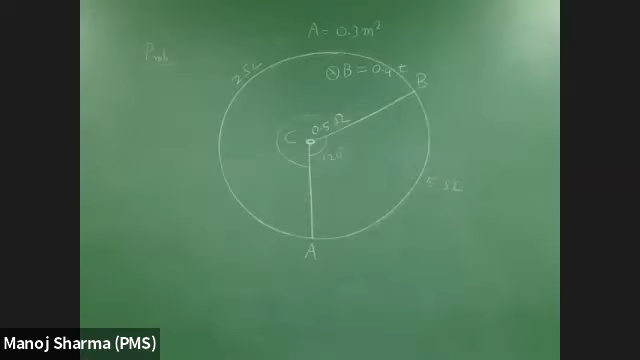 A = 0.3 m²
Prob
2 Ω
⊗ B = 0.4 t
B
0.5 Ω
C
120°
5 Ω
A
Manoj Sharma (PMS)